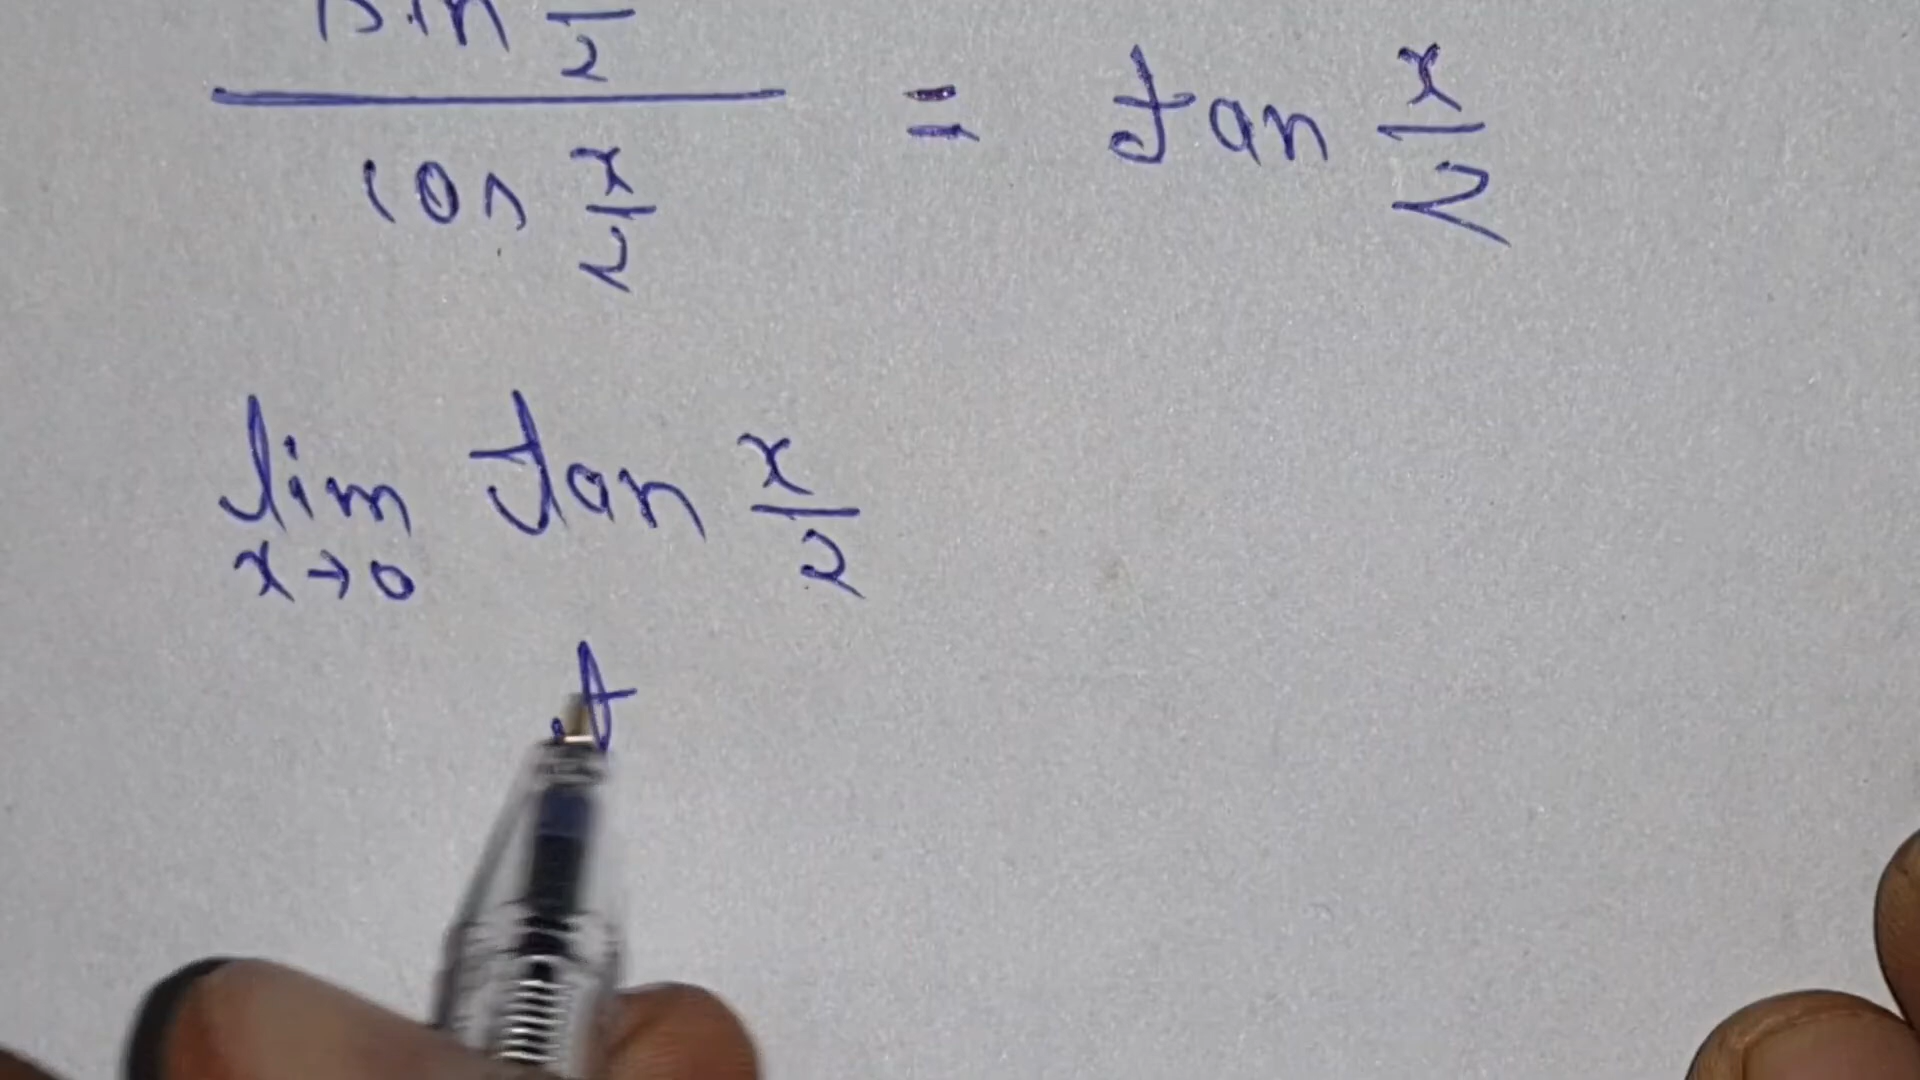 sin x/2 / cos x/2 = tan x/2
lim x→0 tan x/2
t